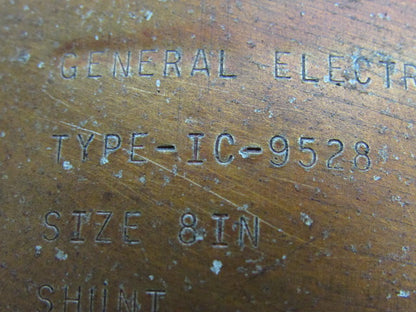 GENERAL ELECTR
TYPE-IC-9528
SIZE 8IN
SHUNT